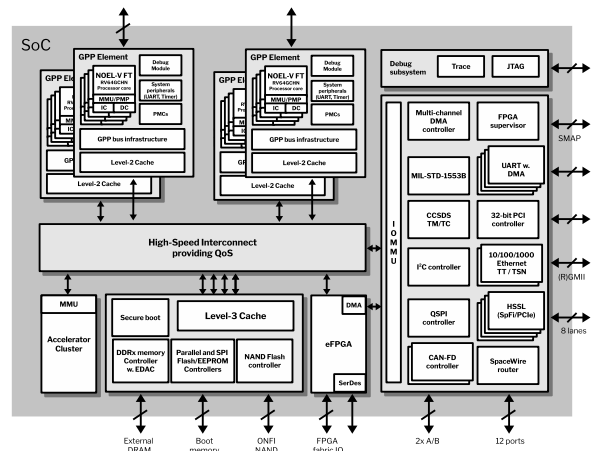 SoC
GPP Element
NOEL-V FT
RV64GCHN
Processor core
MMU/PMP
IC
DC
Debug
Module
System
peripherals
(UART, Timer)
PMCs
GPP bus infrastructure
Level-2 Cache
GPP El
Level-2 Cache
GPP Element
NOEL-V FT
RV64GCHN
Processor core
MMU/PMP
IC
DC
Debug
Module
System
peripherals
(UART, Timer)
PMCs
GPP bus infrastructure
Level-2 Cache
GPP El
Level-2 Cache
High-Speed Interconnect
providing QoS
MMU
Accelerator
Cluster
Secure boot
Level-3 Cache
DDRx memory
Controller
w. EDAC
Parallel and SPI
Flash/EEPROM
Controllers
NAND Flash
controller
DMA
eFPGA
SerDes
Debug
subsystem
Trace
JTAG
IOMMU
Multi-channel
DMA
controller
FPGA
supervisor
MIL-STD-1553B
UART w.
DMA
CCSDS
TM/TC
32-bit PCI
controller
I²C controller
10/100/1000
Ethernet
TT / TSN
QSPI
controller
HSSL
(SpFi/PCIe)
CAN-FD
controller
SpaceWire
router
SMAP
(R)GMII
8 lanes
External
DRAM
Boot
memory
ONFI
NAND
FPGA
fabric IO
2x A/B
12 ports